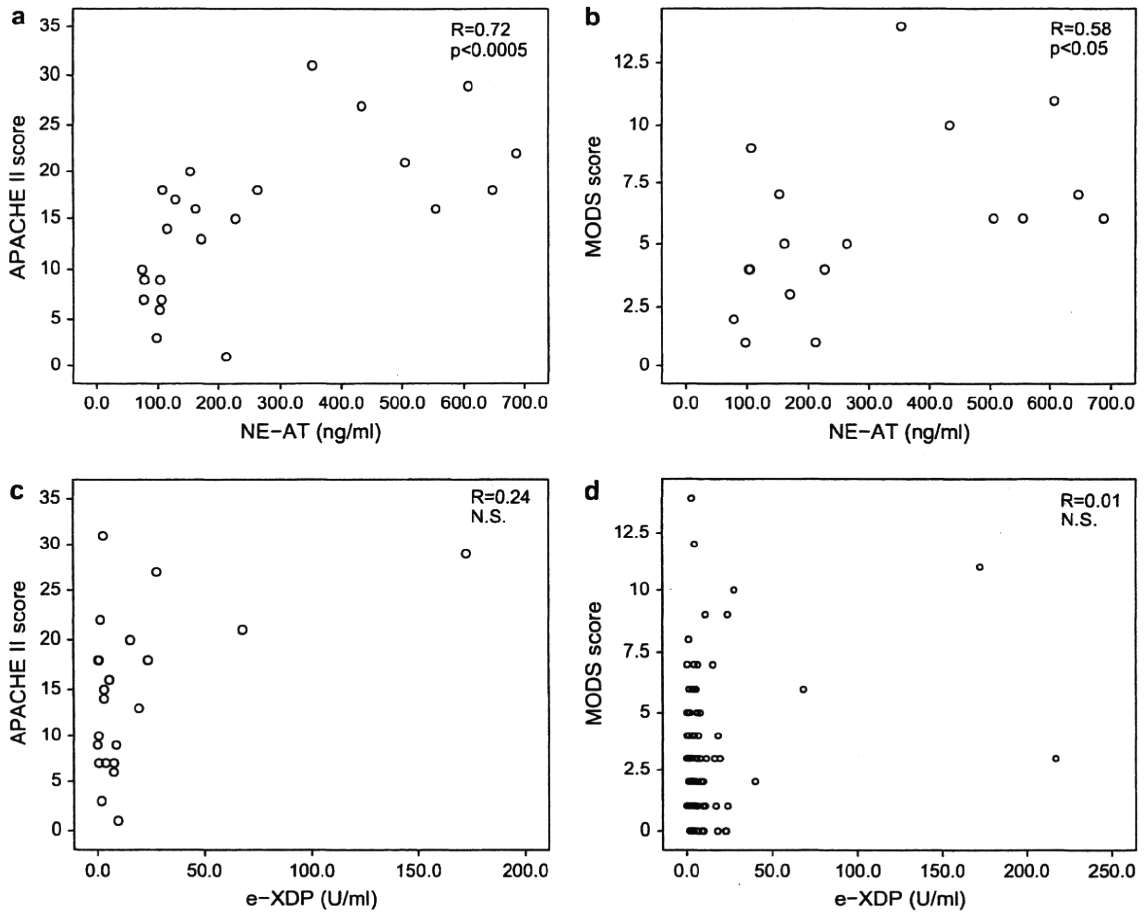 a
R=0.72
p<0.0005
APACHE II score
35
30
25
20
15
10
5
0
0.0 100.0 200.0 300.0 400.0 500.0 600.0 700.0
NE-AT (ng/ml)
b
R=0.58
p<0.05
MODS score
12.5
10
7.5
5
2.5
0
0.0 100.0 200.0 300.0 400.0 500.0 600.0 700.0
NE-AT (ng/ml)
c
R=0.24
N.S.
APACHE II score
35
30
25
20
15
10
5
0
0.0 50.0 100.0 150.0 200.0
e-XDP (U/ml)
d
R=0.01
N.S.
MODS score
12.5
10
7.5
5
2.5
0
0.0 50.0 100.0 150.0 200.0 250.0
e-XDP (U/ml)